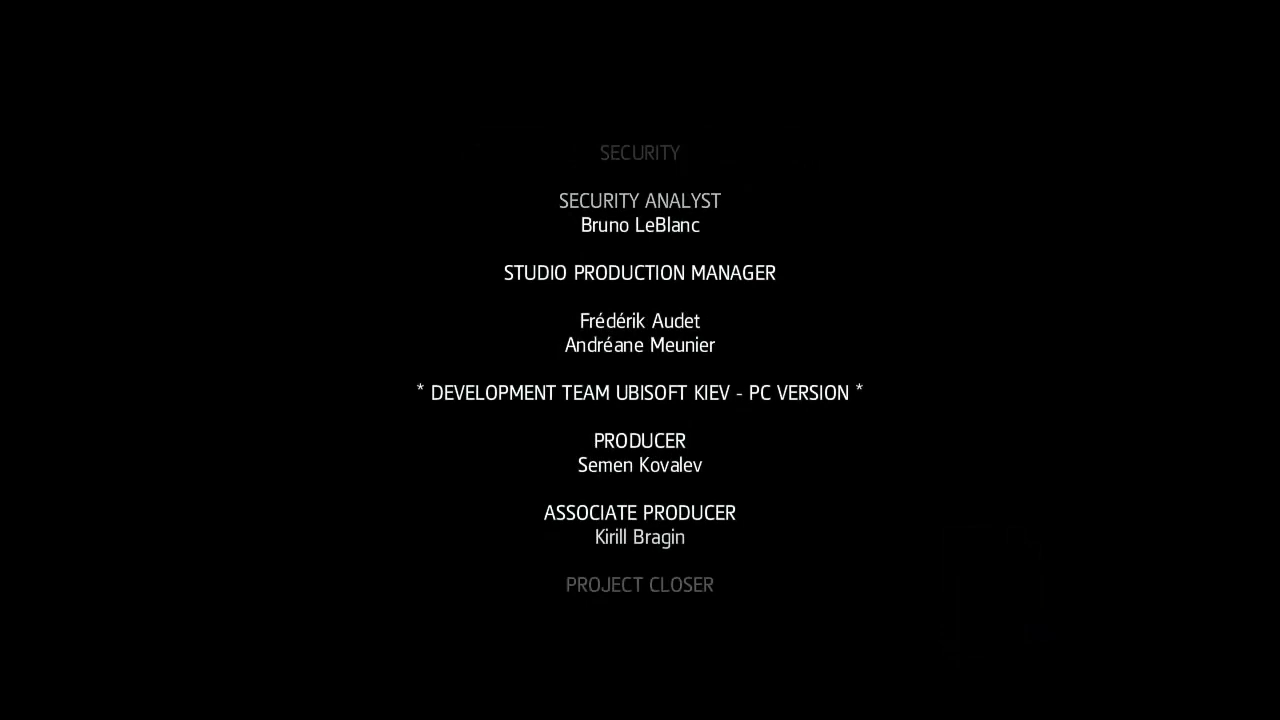 SECURITY
SECURITY ANALYST
Bruno LeBlanc
STUDIO PRODUCTION MANAGER
Frédérik Audet
Andréane Meunier
* DEVELOPMENT TEAM UBISOFT KIEV - PC VERSION *
PRODUCER
Semen Kovalev
ASSOCIATE PRODUCER
Kirill Bragin
PROJECT CLOSER